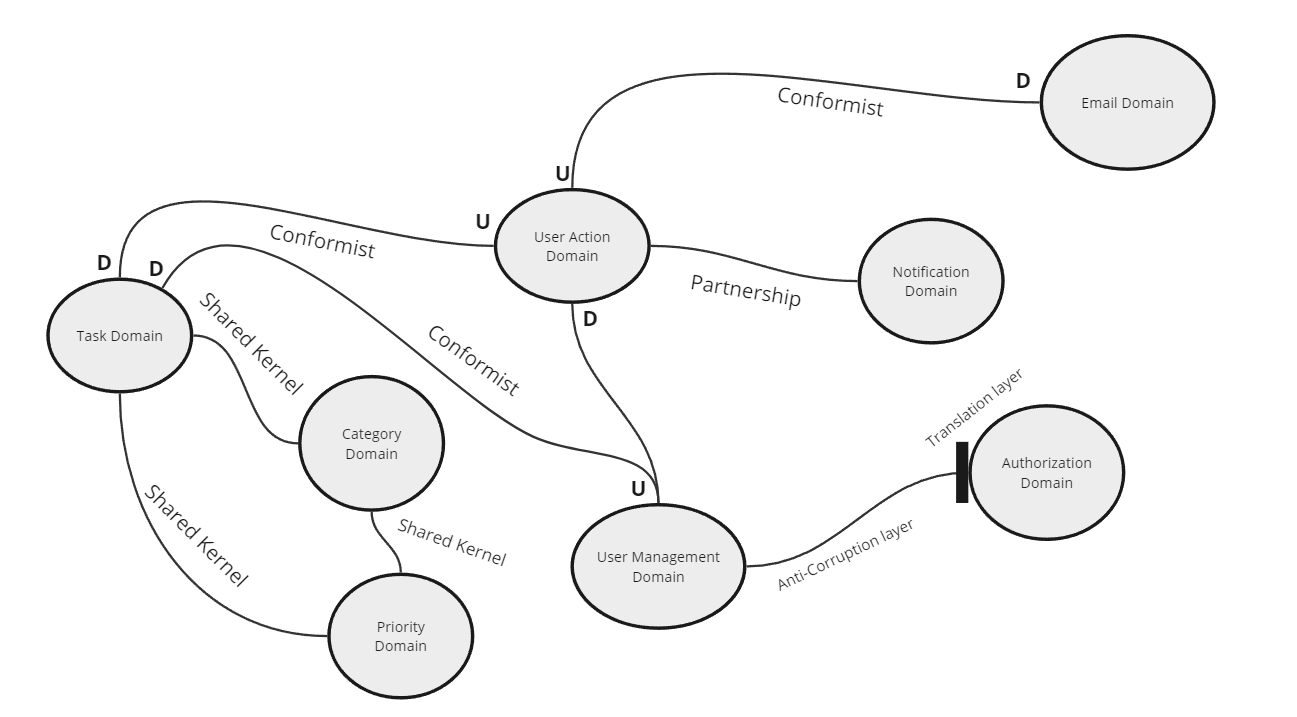 D
Email Domain
Conformist
U
U
User Action
Domain
Conformist
D
D
Notification
Domain
Partnership
D
Task Domain
Shared Kernel
Conformist
Translation layer
Category
Domain
Authorization
Domain
U
Shared Kernel
Shared Kernel
Anti-Corruption layer
User Management
Domain
Priority
Domain